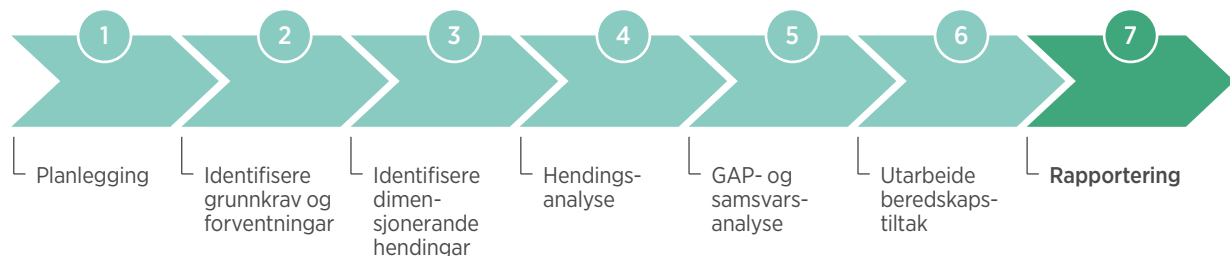 1
2
3
4
5
6
7
Planlegging
Identifisere
grunnkrav og
forventningar
Identifisere
dimen-
sjonerande
hendingar
Hendings-
analyse
GAP- og
samsvars-
analyse
Utarbeide
beredskaps-
tiltak
Rapportering